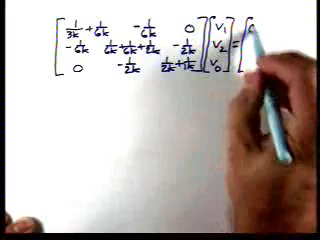 [ 1/3k + 1/6k  -1/6k  0 ] [ V1 ] = [ 0
[ -1/6k  1/6k + 1/6k + 1/2k  -1/2k ] [ V2 ]
[ 0  -1/2k  1/2k + 1/1k ] [ V0 ]